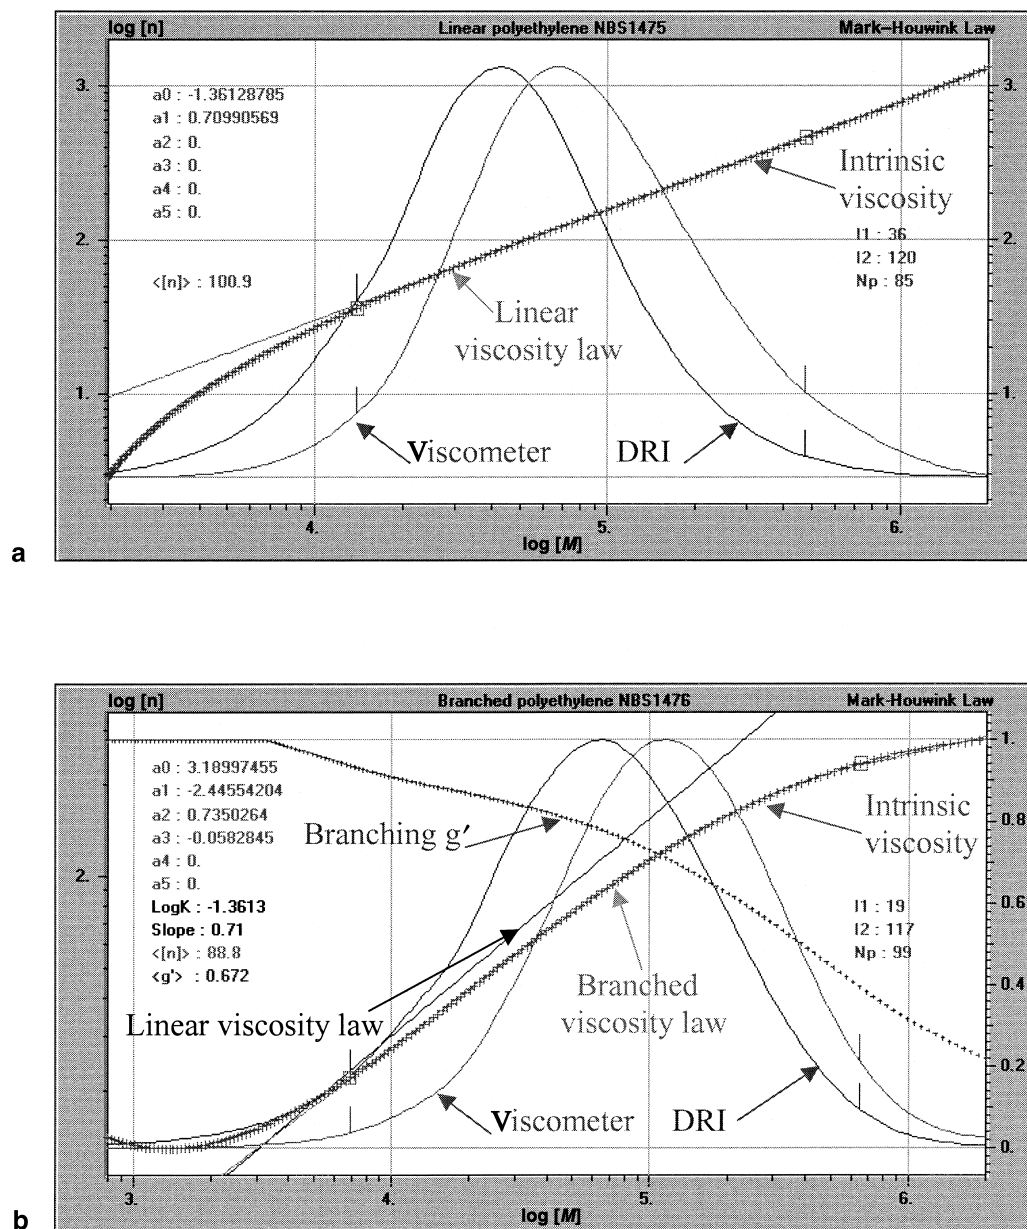 log [n] Linear polyethylene NBS1475 Mark–Houwink Law
3. 3.
a0 : -1.36128785
a1 : 0.70990569
a2 : 0.
a3 : 0.
a4 : 0.
a5 : 0.
Intrinsic
viscosity
I1 : 36
2. 2.
I2 : 120
<[n]> : 100.9 Np : 85
Linear
viscosity law
1. 1.
Viscometer DRI
4. 5. 6.
log [M]
a
log [n] Branched polyethylene NBS1476 Mark-Houwink Law
1.
a0 : 3.18997455
a1 : -2.44554204
a2 : 0.7350264
a3 : -0.0582845
a4 : 0.
a5 : 0.
Intrinsic
viscosity
Branching g′
0.8
2.
LogK : -1.3613
Slope : 0.71
<[n]> : 88.8
<g'> : 0.672
I1 : 19
I2 : 117
Np : 99
0.6
Branched
viscosity law
0.4
Linear viscosity law
0.2
Viscometer DRI
0.
3. 4. 5. 6.
log [M]
b